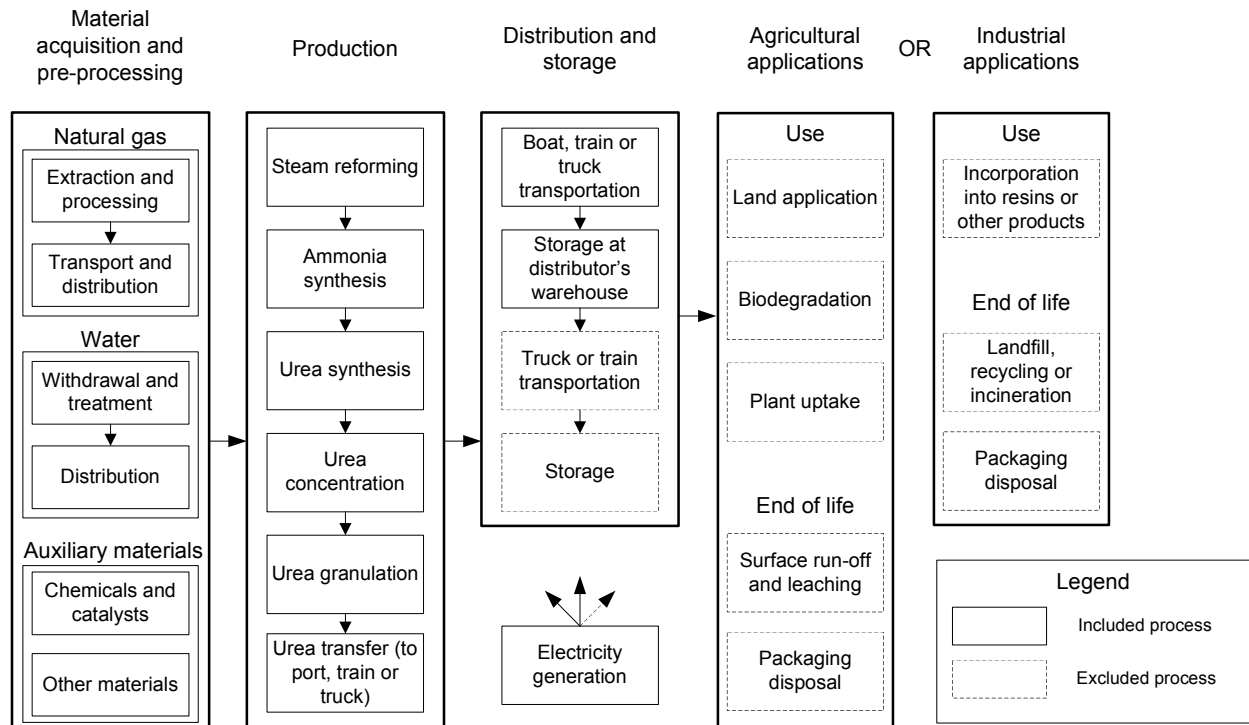 Material
acquisition and
pre-processing
Production
Distribution and
storage
Agricultural
applications
OR
Industrial
applications
Natural gas
Extraction and
processing
Transport and
distribution
Water
Withdrawal and
treatment
Distribution
Auxiliary materials
Chemicals and
catalysts
Other materials
Steam reforming
Ammonia
synthesis
Urea synthesis
Urea
concentration
Urea granulation
Urea transfer (to
port, train or
truck)
Boat, train or
truck
transportation
Storage at
distributor's
warehouse
Truck or train
transportation
Storage
Electricity
generation
Use
Land application
Biodegradation
Plant uptake
End of life
Surface run-off
and leaching
Packaging
disposal
Use
Incorporation
into resins or
other products
End of life
Landfill,
recycling or
incineration
Packaging
disposal
Legend
Included process
Excluded process